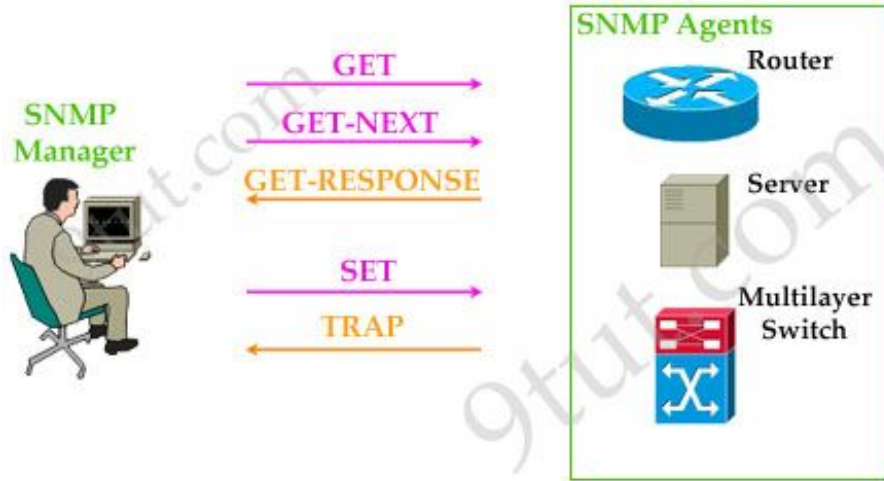 SNMP Agents
Router
GET
SNMP
Manager
GET-NEXT
GET-RESPONSE
Server
SET
TRAP
Multilayer
Switch
9tut.com
9tut.com